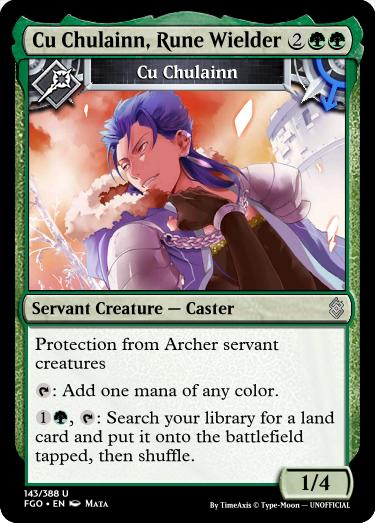 Cu Chulainn, Rune Wielder 2
Cu Chulainn
Servant Creature — Caster
Protection from Archer servant
creatures
: Add one mana of any color.
1, : Search your library for a land
card and put it onto the battlefield
tapped, then shuffle.
1/4
143/388 U
FGO • EN MATA
By TimeAxis © Type-Moon — UNOFFICIAL